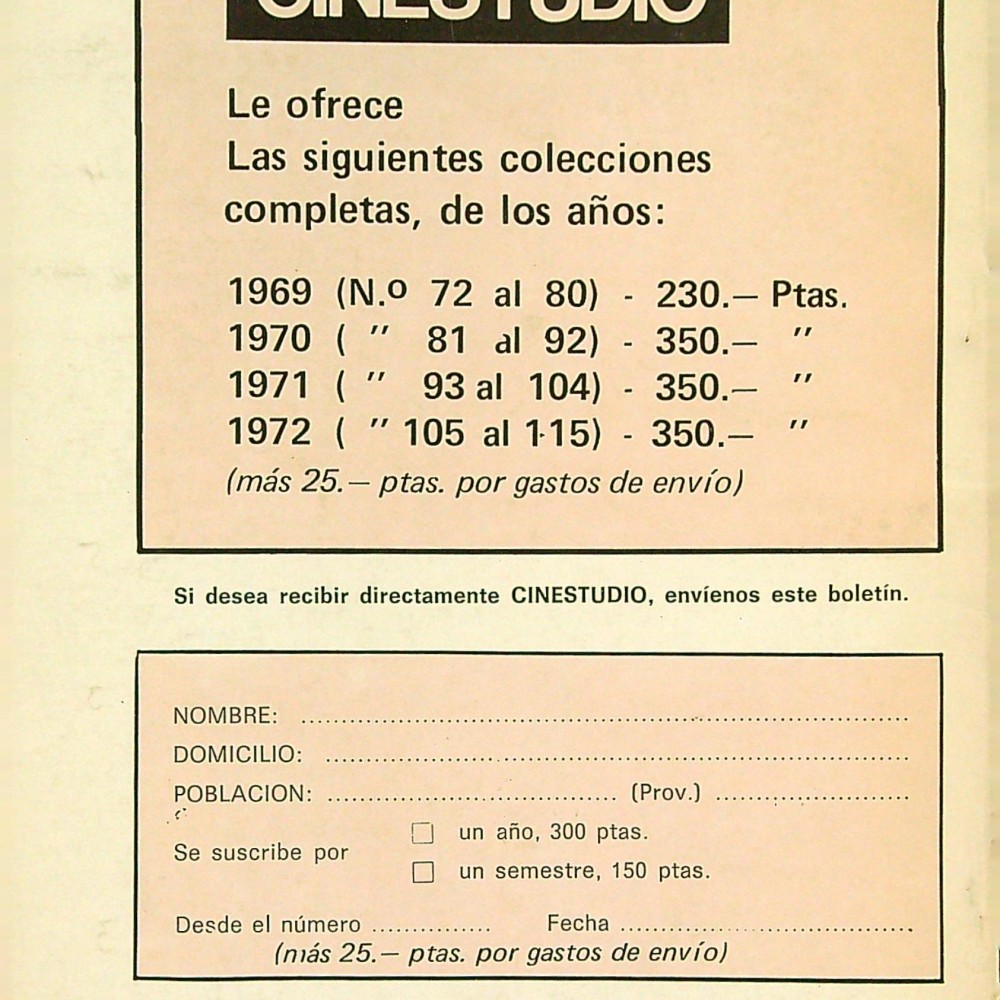 CINESTUDIO
Le ofrece
Las siguientes colecciones
completas, de los años:
1969 (N.º 72 al 80) - 230.— Ptas.
1970 ( " 81 al 92) - 350.— "
1971 ( " 93 al 104) - 350.— "
1972 ( " 105 al 115) - 350.— "
(más 25.— ptas. por gastos de envío)
Si desea recibir directamente CINESTUDIO, envíenos este boletín.
NOMBRE: ....................
DOMICILIO: ....................
POBLACION: .................... (Prov.) ....................
un año, 300 ptas.
Se suscribe por
un semestre, 150 ptas.
Desde el número ............... Fecha ....................
(más 25.— ptas. por gastos de envío)